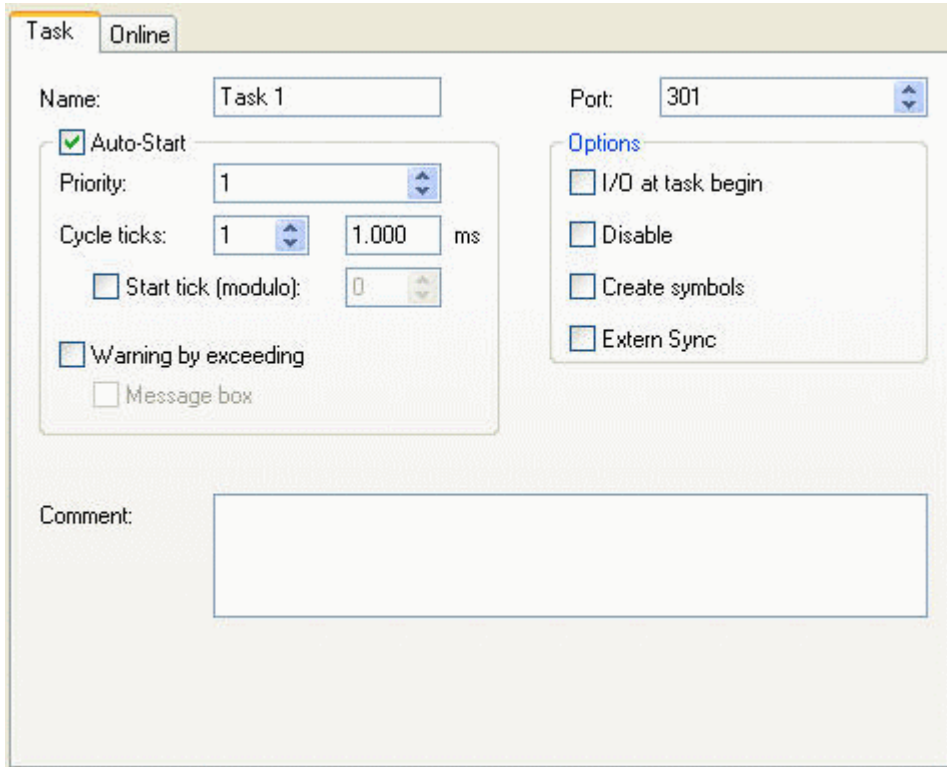 Task Online
Name: Task 1 Port: 301
Auto-Start Options
Priority: 1 I/O at task begin
Cycle ticks: 1 1.000 ms Disable
Start tick (modulo): 0 Create symbols
Extern Sync
Warning by exceeding
Message box
Comment: